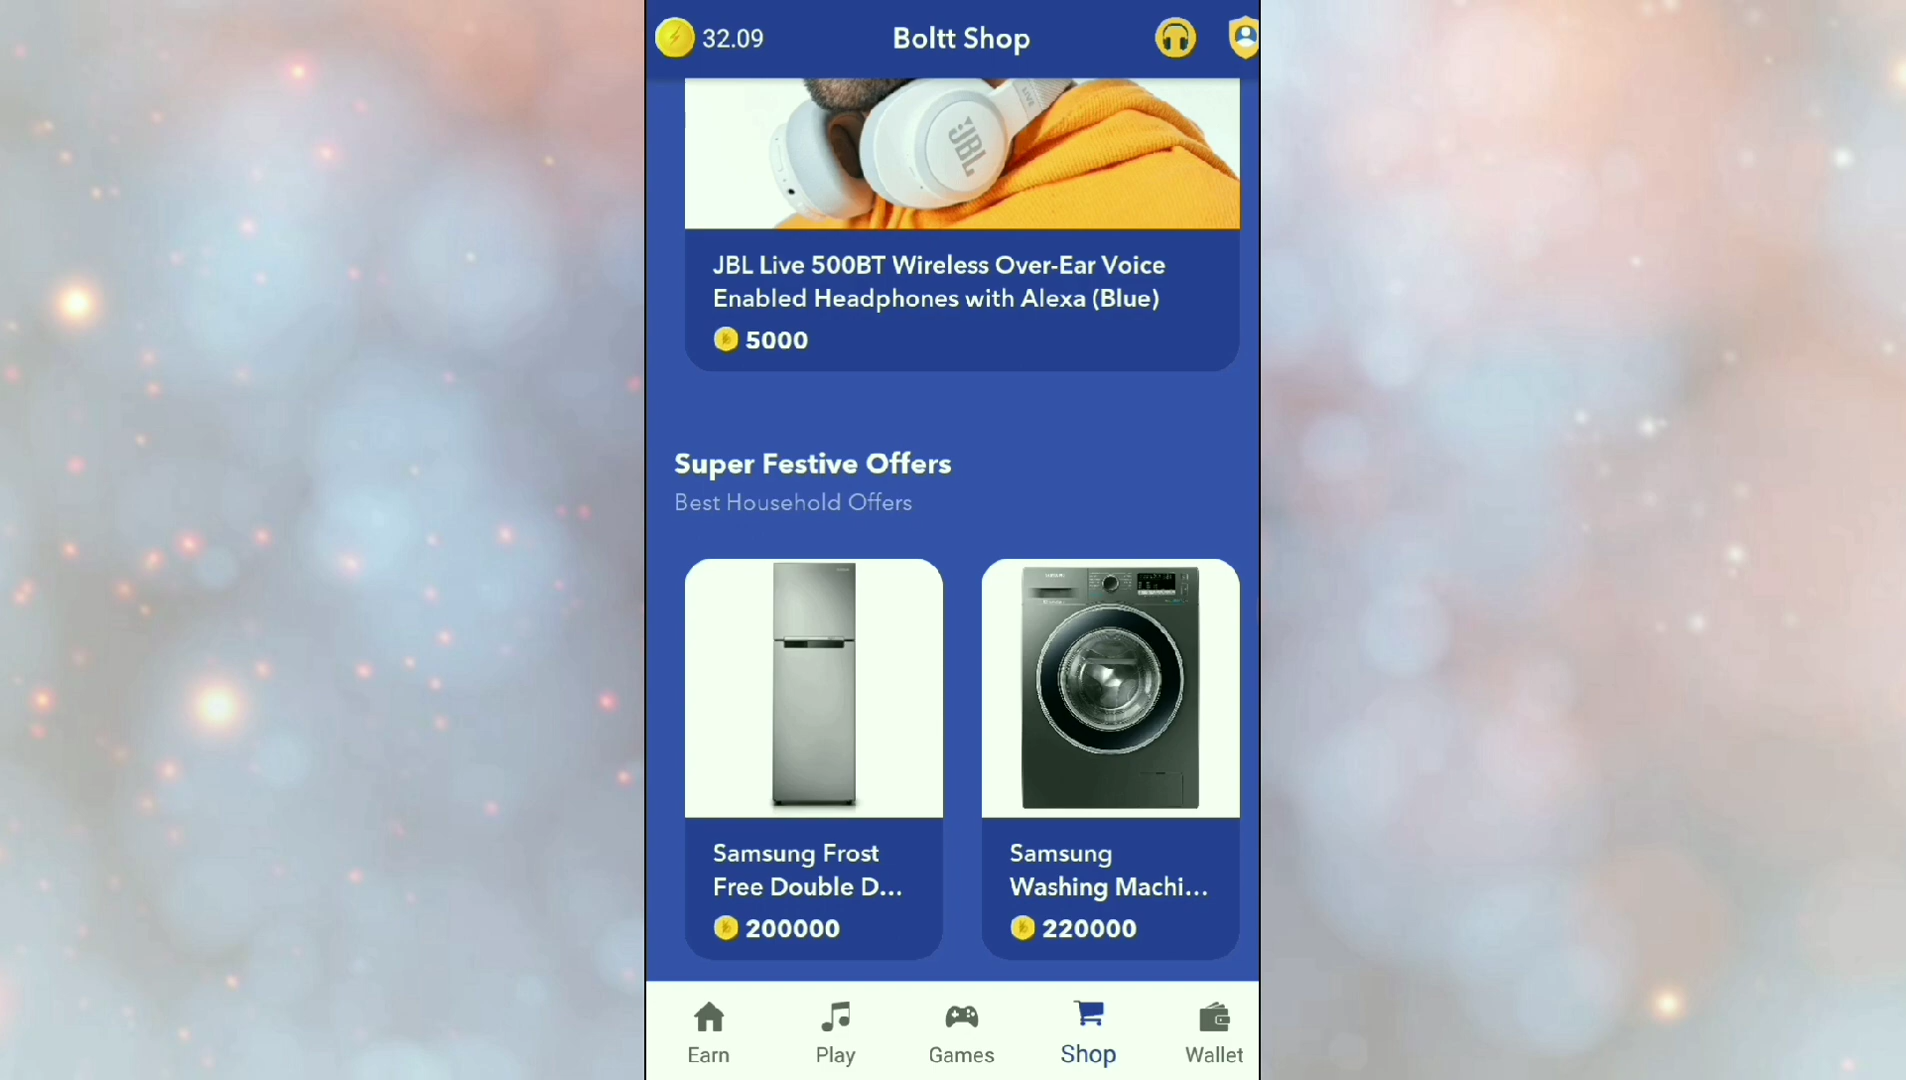 32.09
Boltt Shop
LIVE
JBL
JBL Live 500BT Wireless Over-Ear Voice
Enabled Headphones with Alexa (Blue)
5000
Super Festive Offers
Best Household Offers
Samsung Frost
Free Double D...
200000
Samsung
Washing Machi...
220000
Earn
Play
Games
Shop
Wallet